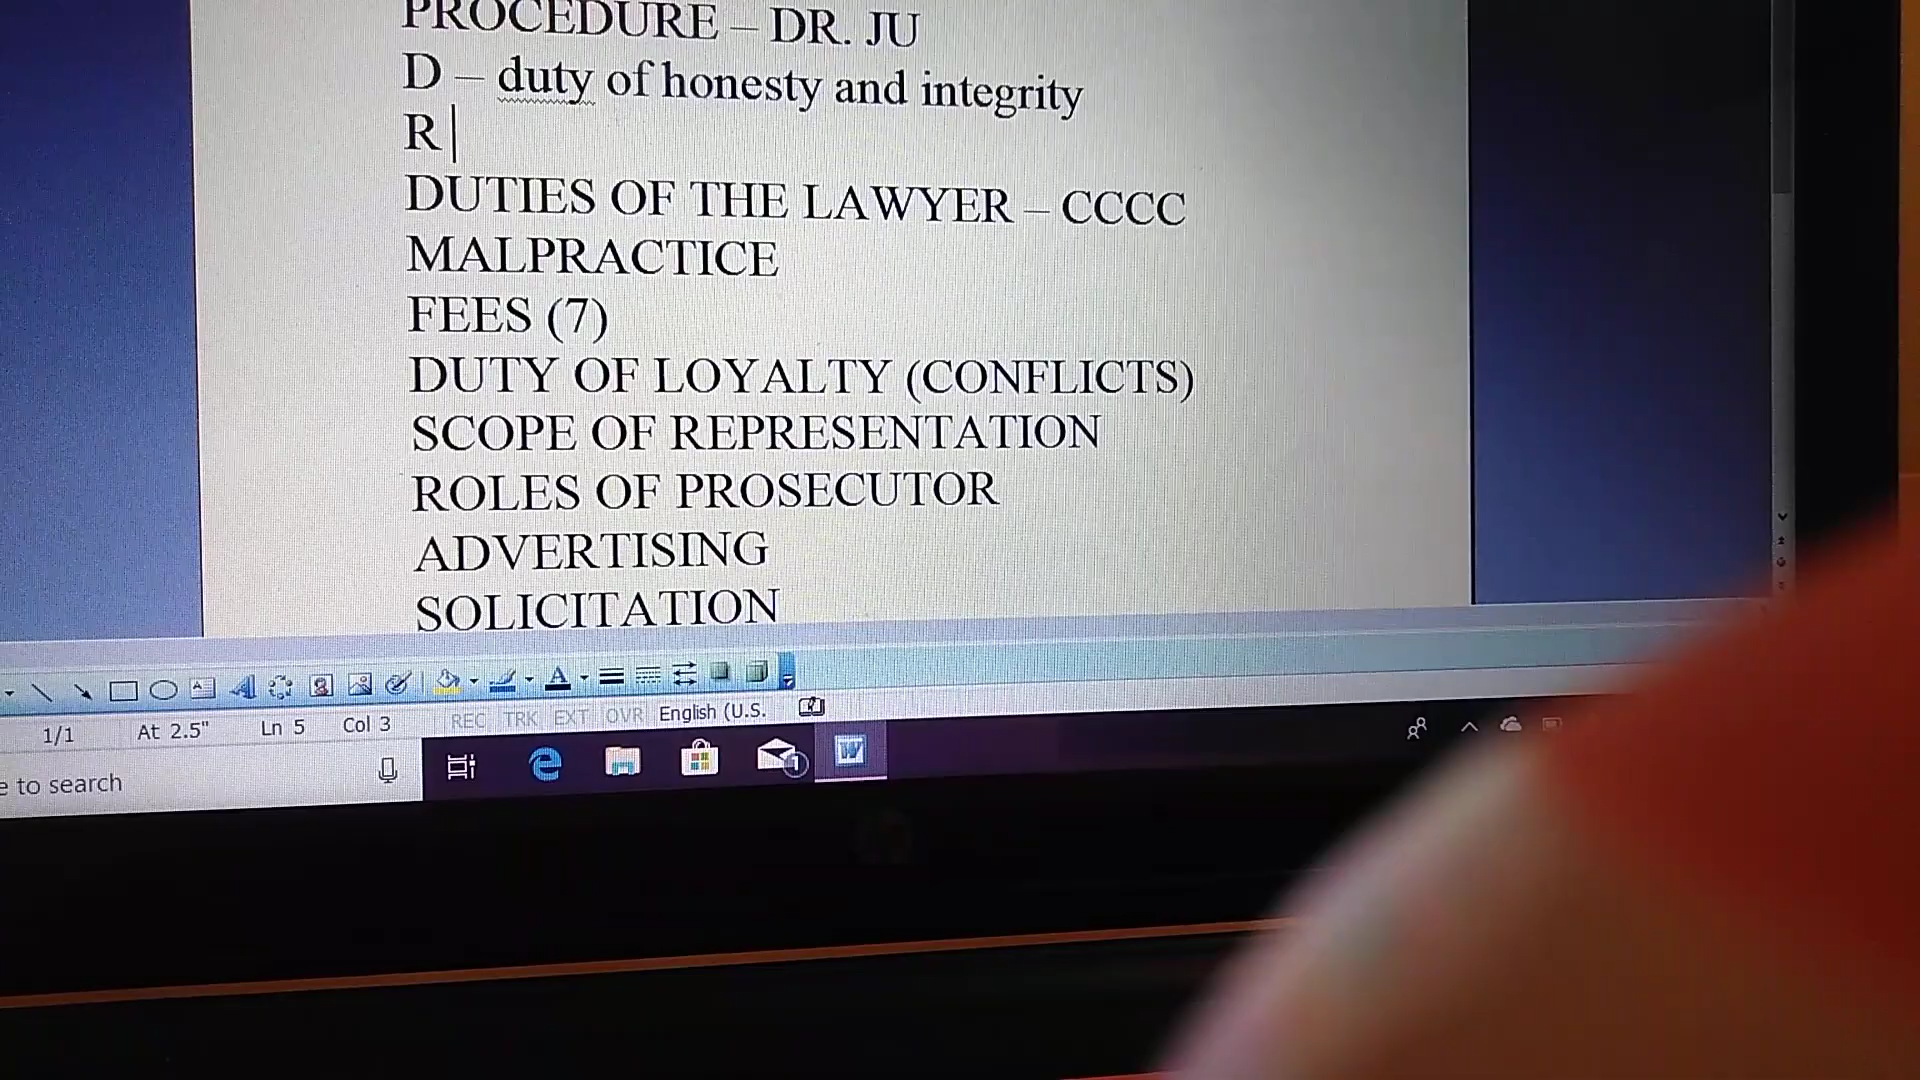 PROCEDURE – DR. JU
D – duty of honesty and integrity
R
DUTIES OF THE LAWYER – CCCC
MALPRACTICE
FEES (7)
DUTY OF LOYALTY (CONFLICTS)
SCOPE OF REPRESENTATION
ROLES OF PROSECUTOR
ADVERTISING
SOLICITATION
1/1 At 2.5" Ln 5 Col 3 REC TRK EXT OVR English (U.S.
e to search